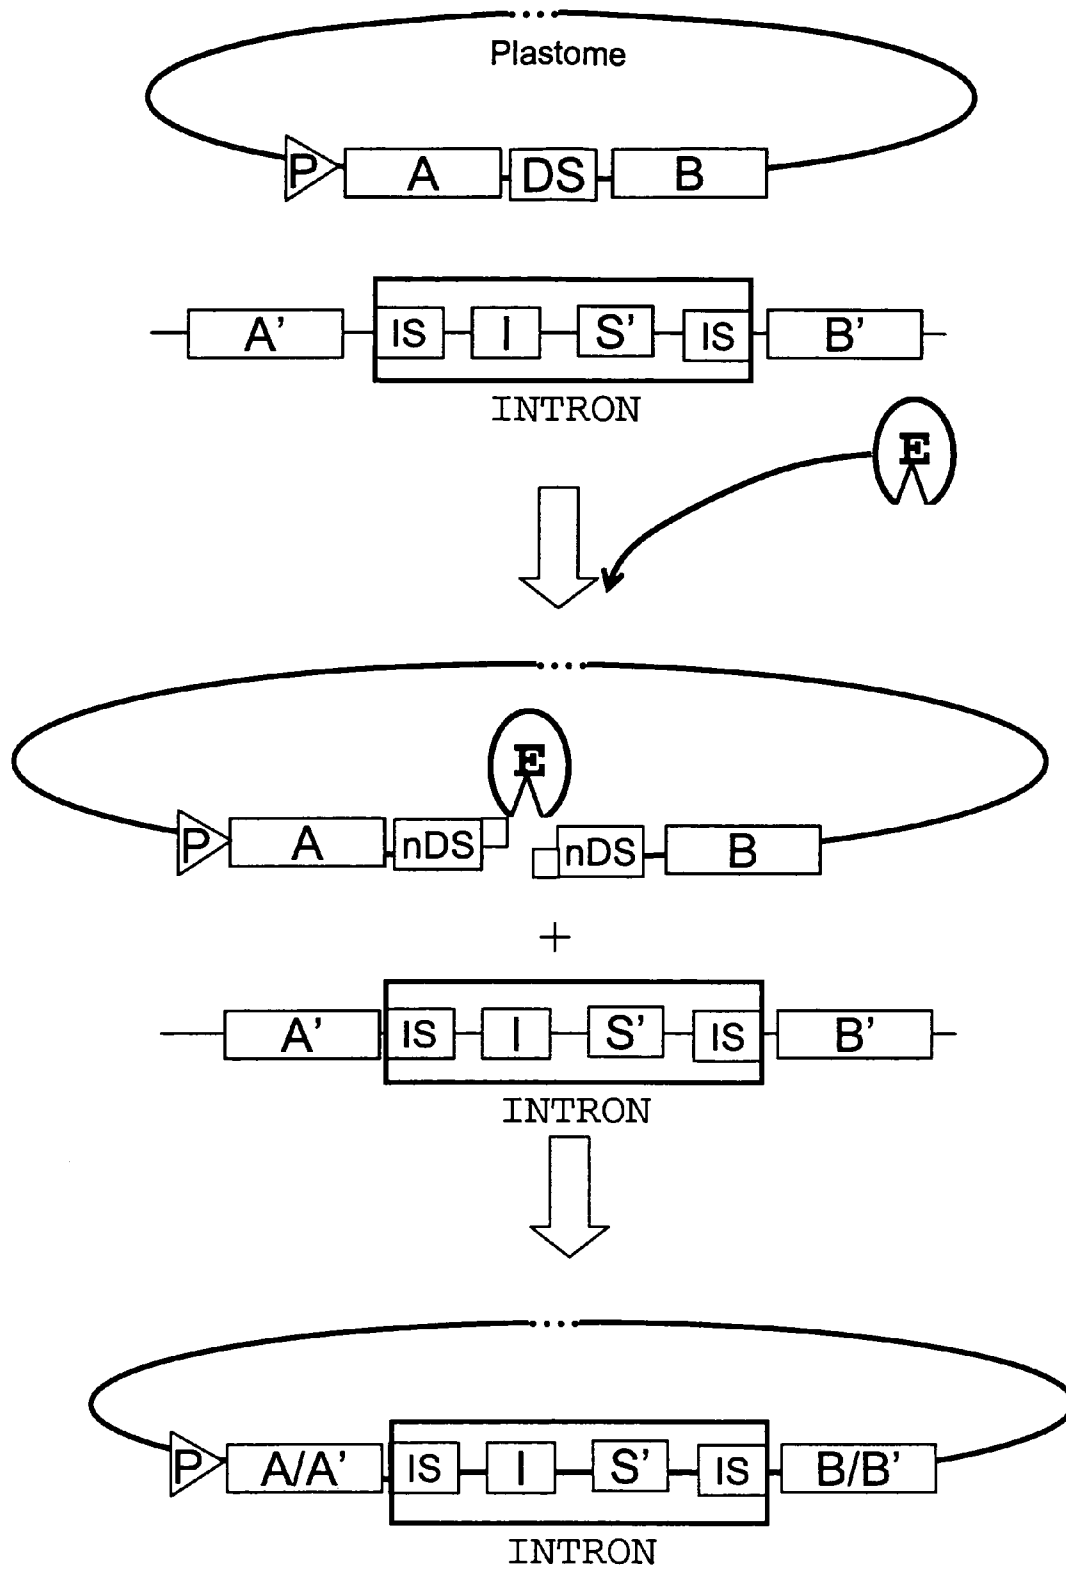 Plastome
P A DS B
A' IS I S' IS B'
INTRON
E
E
P A nDS nDS B
+
A' IS I S' IS B'
INTRON
P A/A' IS I S' IS B/B'
INTRON